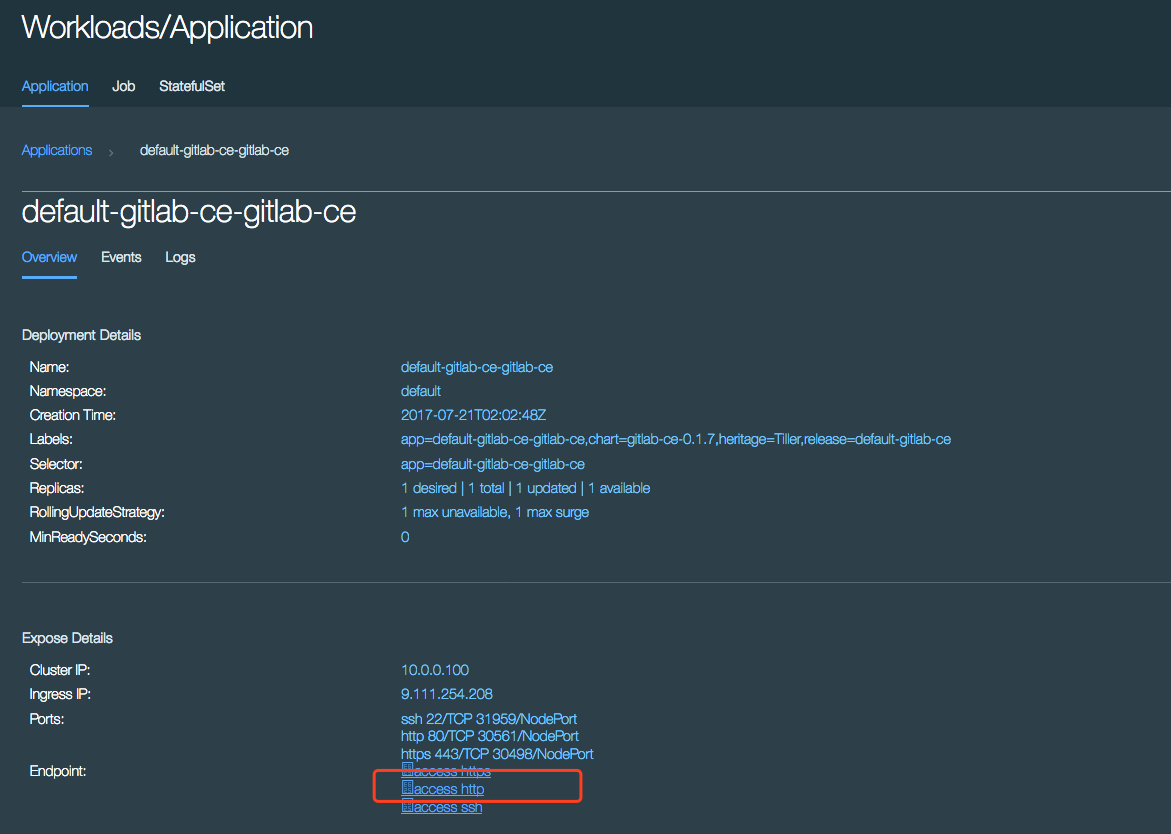 Workloads/Application
Application Job StatefulSet
Applications › default-gitlab-ce-gitlab-ce
default-gitlab-ce-gitlab-ce
Overview Events Logs
Deployment Details
Name: default-gitlab-ce-gitlab-ce
Namespace: default
Creation Time: 2017-07-21T02:02:48Z
Labels: app=default-gitlab-ce-gitlab-ce,chart=gitlab-ce-0.1.7,heritage=Tiller,release=default-gitlab-ce
Selector: app=default-gitlab-ce-gitlab-ce
Replicas: 1 desired | 1 total | 1 updated | 1 available
RollingUpdateStrategy: 1 max unavailable, 1 max surge
MinReadySeconds: 0
Expose Details
Cluster IP: 10.0.0.100
Ingress IP: 9.111.254.208
Ports: ssh 22/TCP 31959/NodePort
http 80/TCP 30561/NodePort
https 443/TCP 30498/NodePort
Endpoint: access https
access http
access ssh